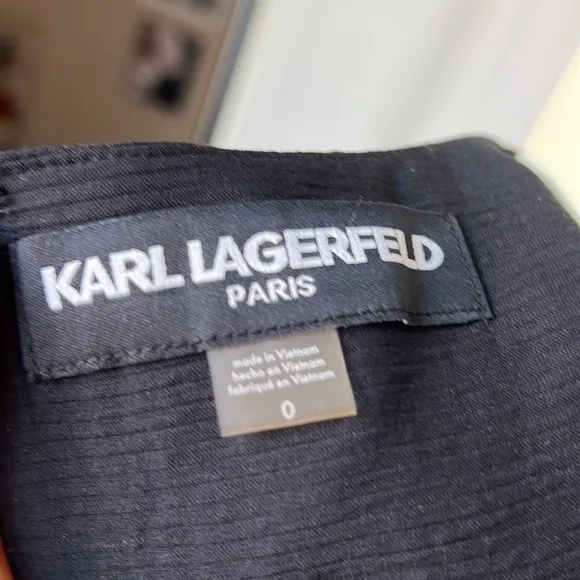 KARL LAGERFELD
PARIS
made in Vietnam
hecho en Vietnam
fabriqué en Vietnam
0